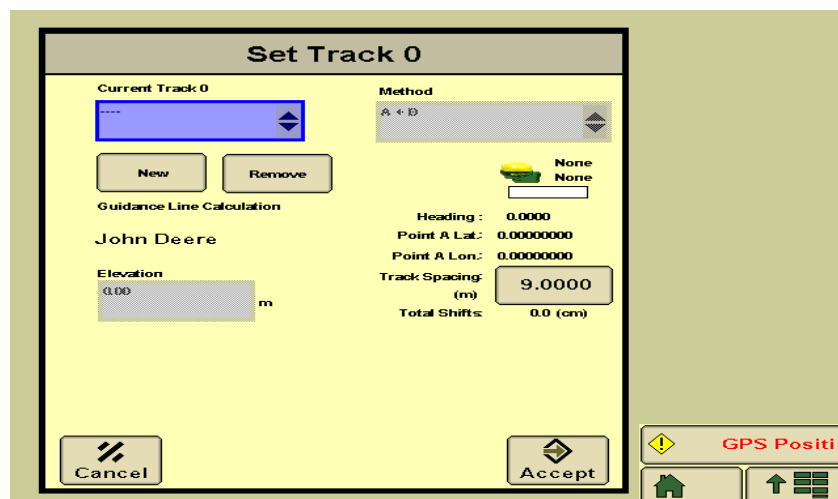 Set Track 0
Current Track 0
Method
----
New
Remove
None
None
Guidance Line Calculation
John Deere
Heading : 0.0000
Point A Lat.: 0.00000000
Point A Lon.: 0.00000000
Elevation
0.00
m
Track Spacing: 9.0000
(m)
Total Shifts: 0.0 (cm)
Cancel
Accept
GPS Positi